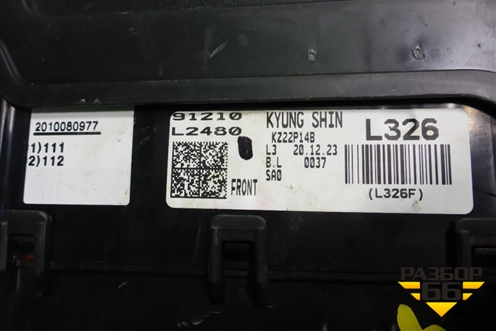 2010080977
1)111
2)112
91210
L2480
FRONT
KYUNG SHIN
KZ22P14B
L3 20.12.23
B.L 0037
SAO
L326
(L326F)
РАЗБОР
66